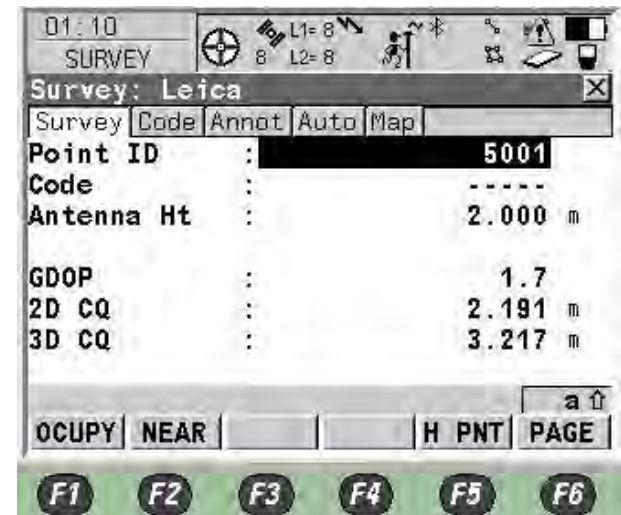 01:10
SURVEY
8 L1= 8
L2= 8
Survey: Leica
Survey Code Annot Auto Map
Point ID : 5001
Code : -----
Antenna Ht : 2.000 m
GDOP : 1.7
2D CQ : 2.191 m
3D CQ : 3.217 m
a
OCUPY NEAR H PNT PAGE
F1 F2 F3 F4 F5 F6